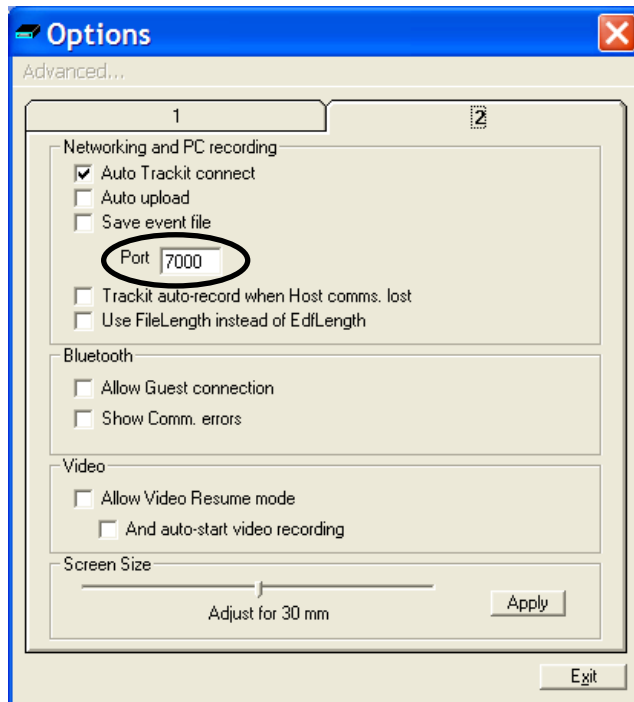 Options
Advanced...
1
2
Networking and PC recording
Auto Trackit connect
Auto upload
Save event file
Port 7000
Trackit auto-record when Host comms. lost
Use FileLength instead of EdfLength
Bluetooth
Allow Guest connection
Show Comm. errors
Video
Allow Video Resume mode
And auto-start video recording
Screen Size
Adjust for 30 mm
Apply
Exit